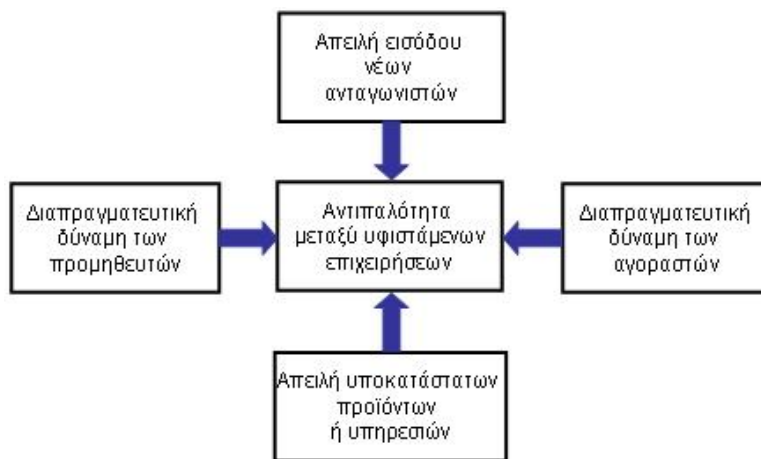 Απειλή εισόδου
νέων
ανταγωνιστών
Διαπραγματευτική
δύναμη των
προμηθευτών
Αντιπαλότητα
μεταξύ υφιστάμενων
επιχειρήσεων
Διαπραγματευτική
δύναμη των
αγοραστών
Απειλή υποκατάστατων
προϊόντων
ή υπηρεσιών